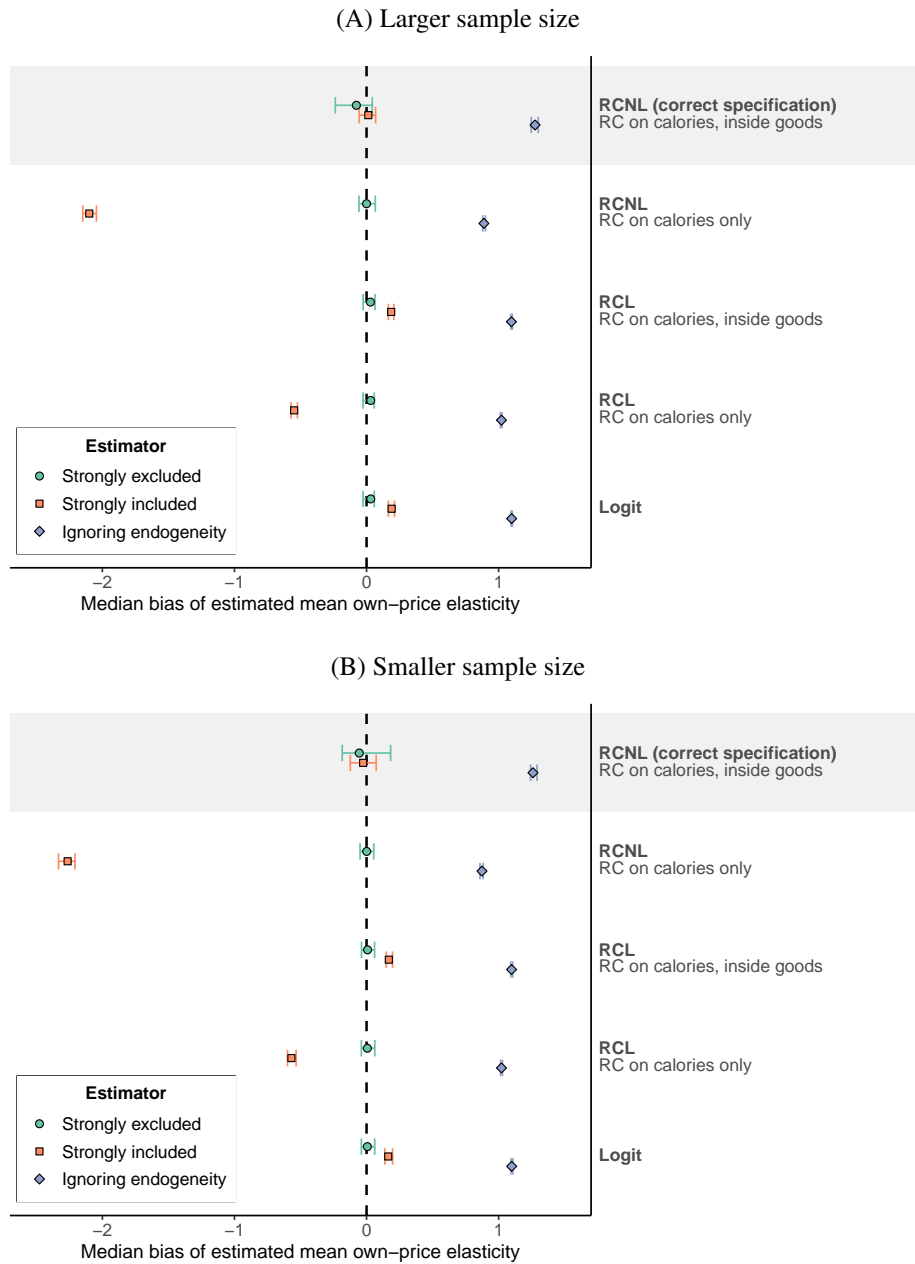 (A) Larger sample size
RCNL (correct specification)
RC on calories, inside goods
RCNL
RC on calories only
RCL
RC on calories, inside goods
RCL
RC on calories only
Logit
Estimator
Strongly excluded
Strongly included
Ignoring endogeneity
−2 −1 0 1
Median bias of estimated mean own−price elasticity
(B) Smaller sample size
RCNL (correct specification)
RC on calories, inside goods
RCNL
RC on calories only
RCL
RC on calories, inside goods
RCL
RC on calories only
Logit
Estimator
Strongly excluded
Strongly included
Ignoring endogeneity
−2 −1 0 1
Median bias of estimated mean own−price elasticity